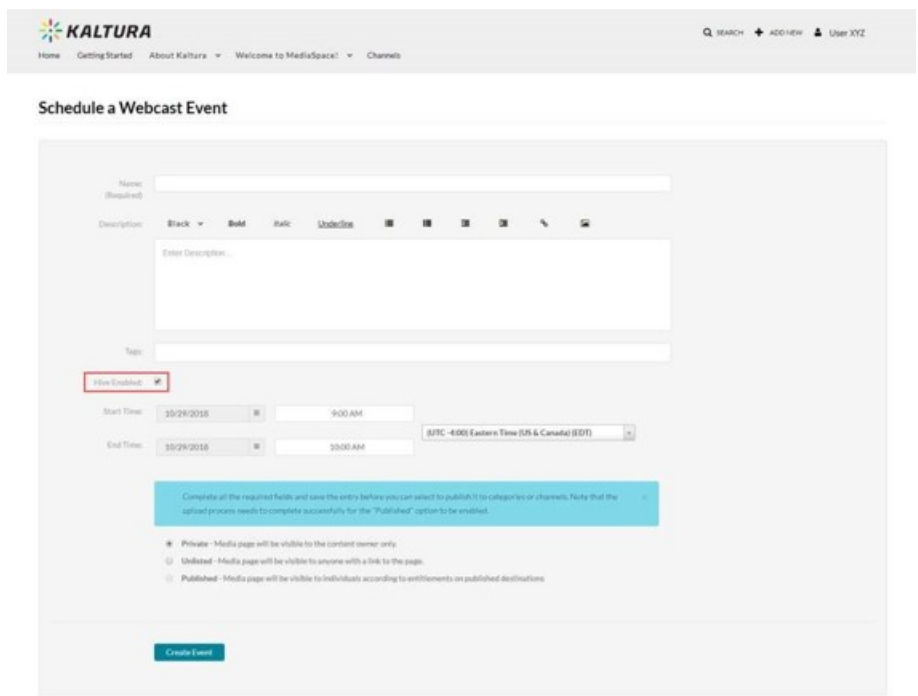 KALTURA
SEARCH ADD NEW User XYZ
Home Getting Started About Kaltura Welcome to MediaSpace! Channels
Schedule a Webcast Event
Name:
(Required)
Description: Black Bold Italic Underline
Enter Description...
Tags:
Hive Enabled:
Start Time: 10/29/2018 9:00 AM
(UTC -4:00) Eastern Time (US & Canada) (EDT)
End Time: 10/29/2018 10:00 AM
Complete all the required fields and save the entry before you can select to publish it to categories or channels. Note that the
upload process needs to complete successfully for the "Published" option to be enabled.
Private - Media page will be visible to the content owner only.
Unlisted - Media page will be visible to anyone with a link to the page.
Published - Media page will be visible to individuals according to entitlements on published destinations
Create Event